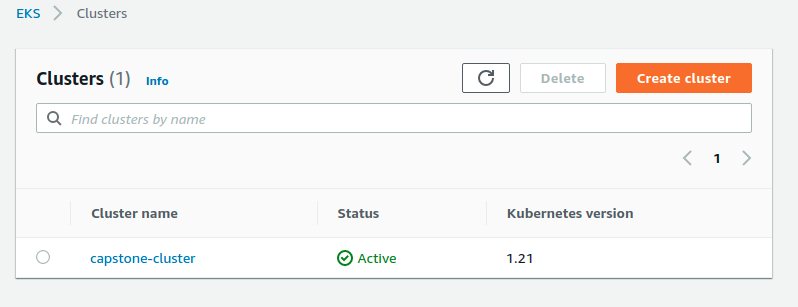 EKS > Clusters
Clusters (1) Info
Delete
Create cluster
Find clusters by name
1
Cluster name Status Kubernetes version
capstone-cluster Active 1.21